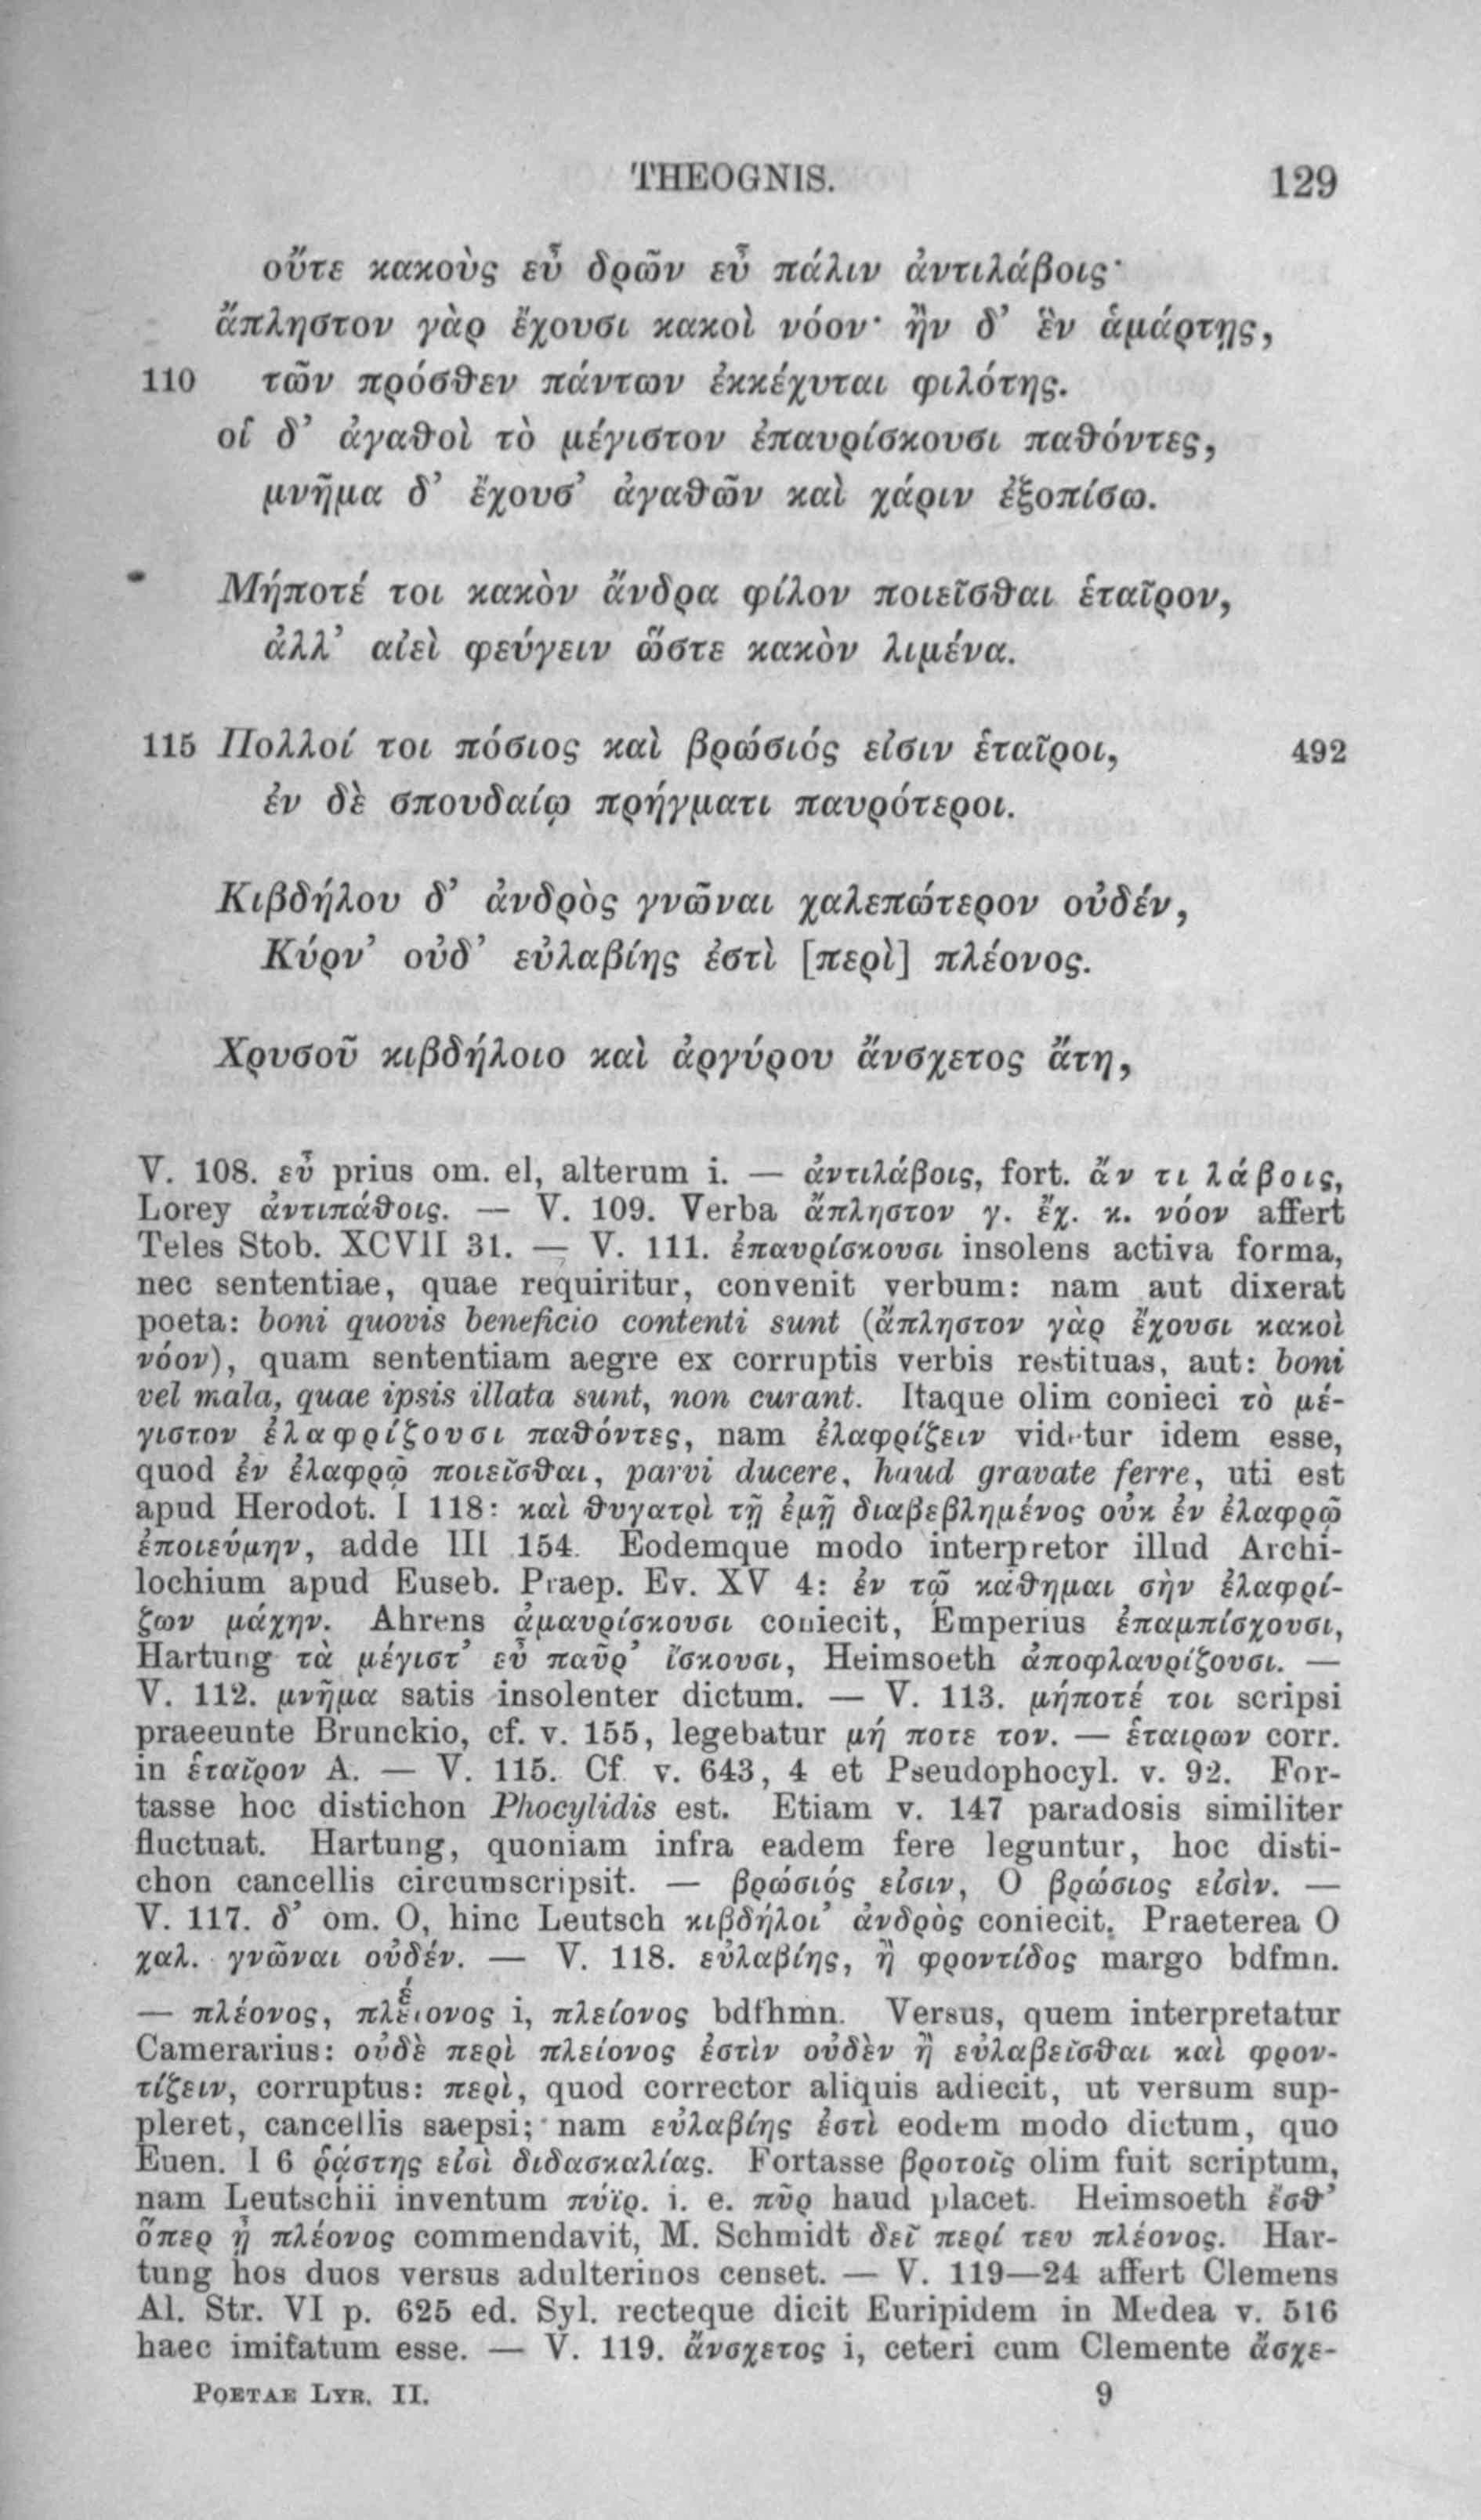 THEOGNIS. 129
οὔτε κακοὺς εὖ δρῶν εὖ πάλιν ἀντιλάβοις·
ἄπληστον γὰρ ἔχουσι κακοὶ νόον· ἢν δ’ ἓν ἁμάρτῃς,
110 τῶν πρόσθεν πάντων ἐκκέχυται φιλότης.
οἱ δ’ ἀγαθοὶ τὸ μέγιστον ἐπαυρίσκουσι παθόντες,
μνῆμα δ’ ἔχουσ’ ἀγαθῶν καὶ χάριν ἐξοπίσω.
Μήποτέ τοι κακὸν ἄνδρα φίλον ποιεῖσθαι ἑταῖρον,
ἀλλ’ αἰεὶ φεύγειν ὥστε κακὸν λιμένα.
115 Πολλοί τοι πόσιος καὶ βρώσιός εἰσιν ἑταῖροι, 492
ἐν δὲ σπουδαίῳ πρήγματι παυρότεροι.
Κιβδήλου δ’ ἀνδρὸς γνῶναι χαλεπώτερον οὐδέν,
Κύρν’ οὐδ’ εὐλαβίης ἐστὶ [περὶ] πλέονος.
Χρυσοῦ κιβδήλοιο καὶ ἀργύρου ἄνσχετος ἄτη,
V. 108. εὖ prius om. el, alterum i. — ἀντιλάβοις, fort. ἄν τι λάβοις,
Lorey ἀντιπάθοις. — V. 109. Verba ἄπληστον γ. ἔχ. κ. νόον affert
Teles Stob. XCVII 31. — V. 111. ἐπαυρίσκουσι insolens activa forma,
nec sententiae, quae requiritur, convenit verbum: nam aut dixerat
poeta: boni quovis beneficio contenti sunt (ἄπληστον γὰρ ἔχουσι κακοὶ
νόον), quam sententiam aegre ex corruptis verbis restituas, aut: boni
vel mala, quae ipsis illata sunt, non curant. Itaque olim conieci τὸ μέ-
γιστον ἐλαφρίζουσι παθόντες, nam ἐλαφρίζειν videtur idem esse,
quod ἐν ἐλαφρῷ ποιεῖσθαι, parvi ducere, haud gravate ferre, uti est
apud Herodot. I 118: καὶ θυγατρὶ τῇ ἐμῇ διαβεβλημένος οὐκ ἐν ἐλαφρῷ
ἐποιεύμην, adde III 154. Eodemque modo interpretor illud Archi-
lochium apud Euseb. Praep. Ev. XV 4: ἐν τῷ κάθημαι σὴν ἐλαφρί-
ζων μάχην. Ahrens ἀμαυρίσκουσι coniecit, Emperius ἐπαμπίσχουσι,
Hartung τὰ μέγιστ’ εὖ παῦρ’ ἴσκουσι, Heimsoeth ἀποφλαυρίζουσι. —
V. 112. μνῆμα satis insolenter dictum. — V. 113. μήποτέ τοι scripsi
praeeunte Brunckio, cf. v. 155, legebatur μή ποτε τον. — ἑταιρων corr.
in ἑταῖρον A. — V. 115. Cf. v. 643, 4 et Pseudophocyl. v. 92. For-
tasse hoc distichon Phocylidis est. Etiam v. 147 paradosis similiter
fluctuat. Hartung, quoniam infra eadem fere leguntur, hoc disti-
chon cancellis circumscripsit. — βρώσιός εἰσιν, O βρώσιος εἰσὶν. —
V. 117. δ’ om. O, hinc Leutsch κιβδήλοι’ ἀνδρὸς coniecit. Praeterea O
χαλ. γνῶναι οὐδέν. — V. 118. εὐλαβίης, ἢ φροντίδος margo bdfmn.
— πλέονος, πλείονος i, πλείονος bdfhmn. Versus, quem interpretatur
Camerarius: οὐδὲ περὶ πλείονος ἐστὶν οὐδὲν ἢ εὐλαβεῖσθαι καὶ φρον-
τίζειν, corruptus: περὶ, quod corrector aliquis adiecit, ut versum sup-
pleret, cancellis saepsi; nam εὐλαβίης ἐστὶ eodem modo dictum, quo
Euen. I 6 ῥᾴστης εἰσὶ διδασκαλίας. Fortasse βροτοῖς olim fuit scriptum,
nam Leutschii inventum πύϊρ. i. e. πῦρ haud placet. Heimsoeth ἔσθ’
ὅπερ ᾖ πλέονος commendavit, M. Schmidt δεῖ περί τευ πλέονος. Har-
tung hos duos versus adulterinos censet. — V. 119—24 affert Clemens
Al. Str. VI p. 625 ed. Syl. recteque dicit Euripidem in Medea v. 516
haec imitatum esse. — V. 119. ἄνσχετος i, ceteri cum Clemente ἄσχε-
POETAE LYR. II. 9